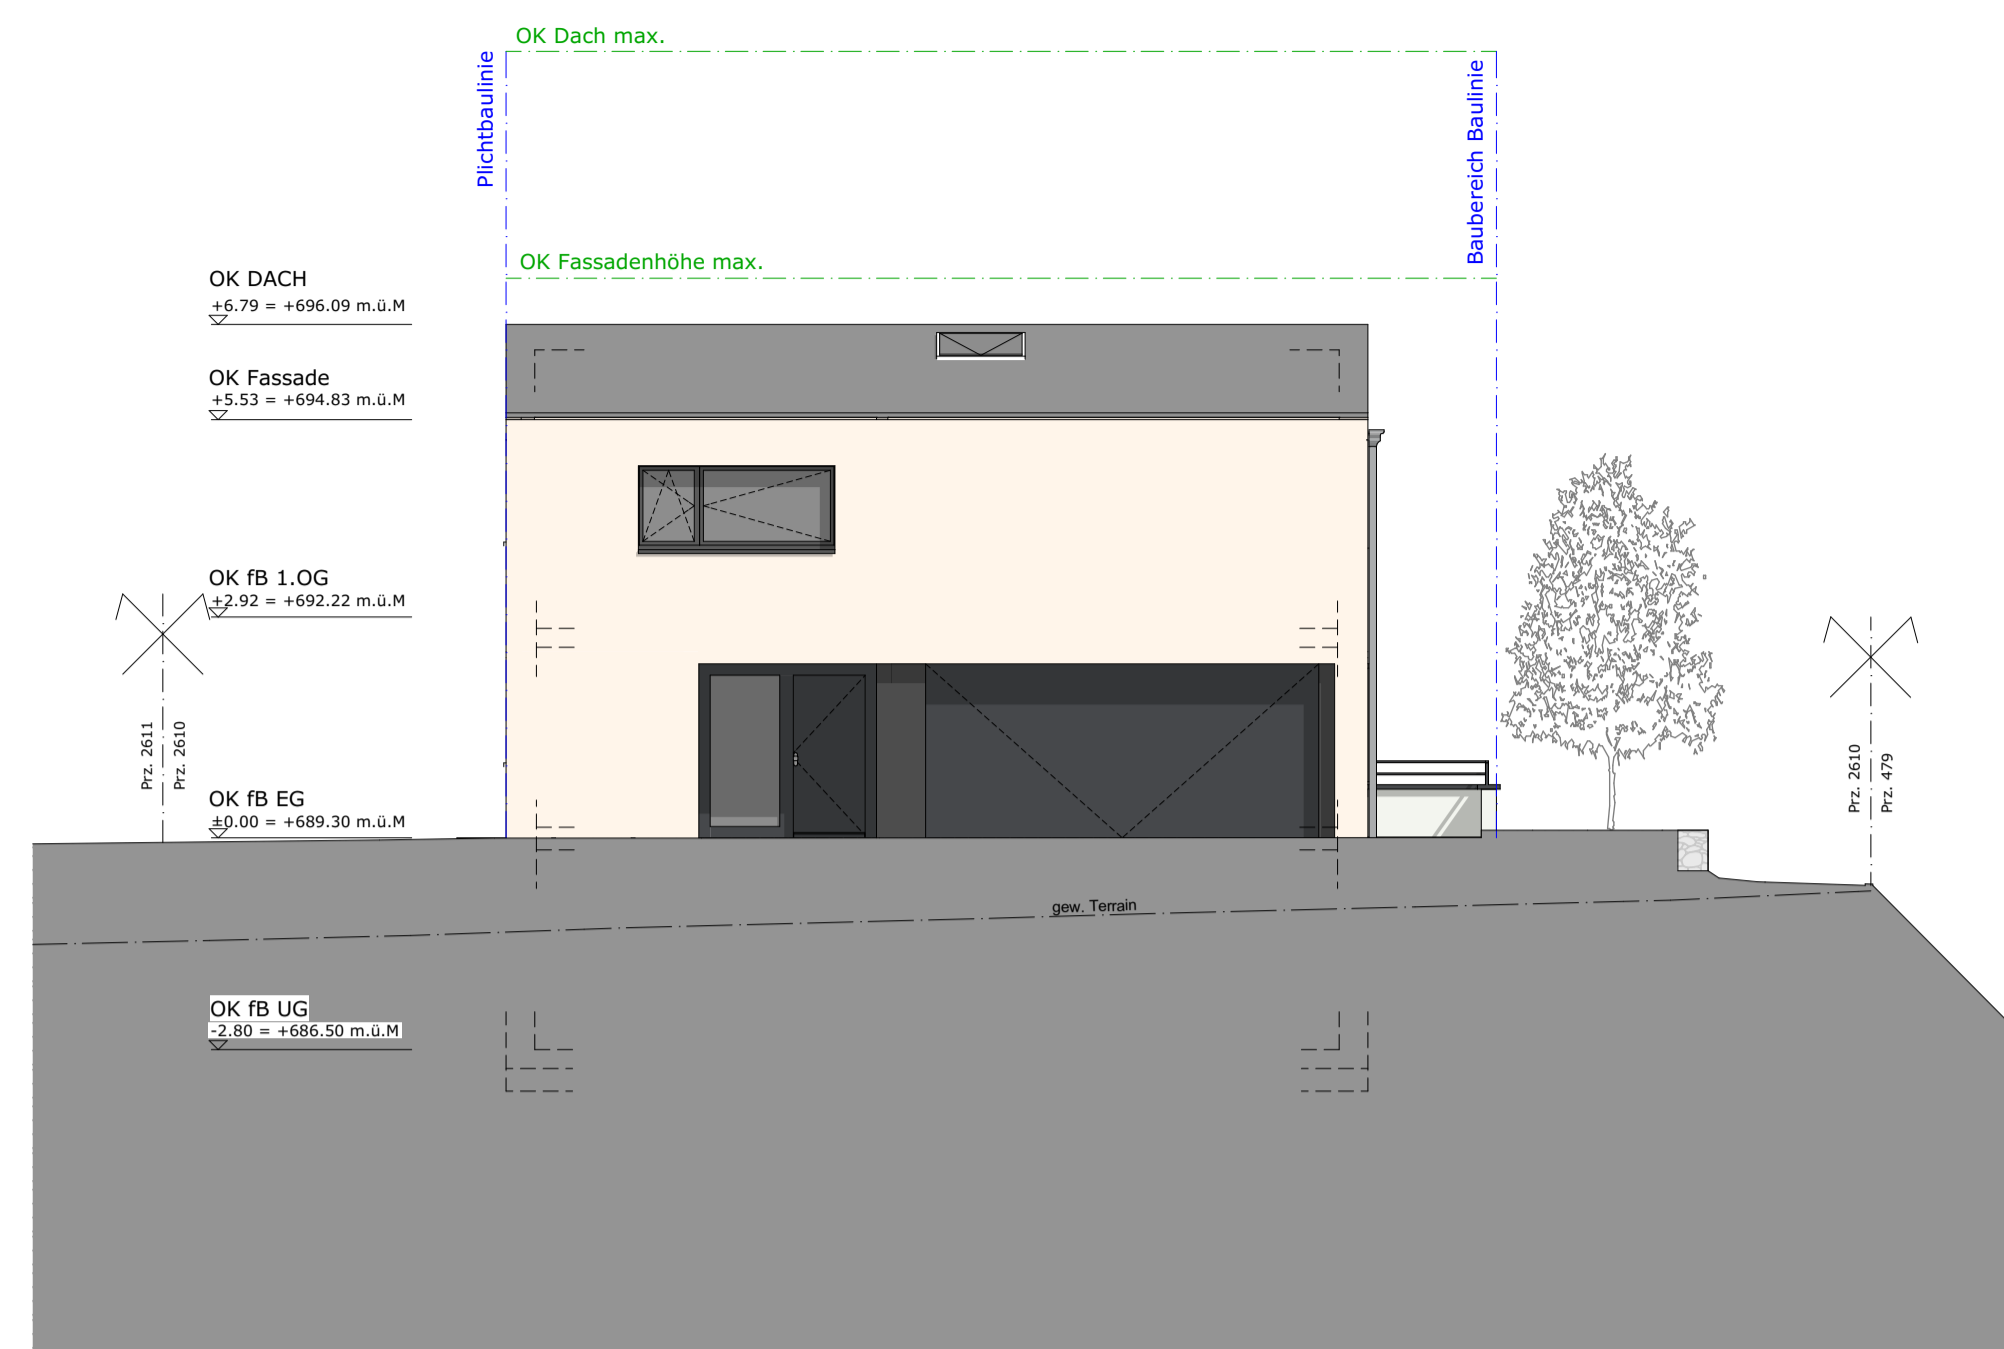 OK Dach max.
Plichtbaulinie
Baubereich Baulinie
OK Fassadenhöhe max.
OK DACH
+6.79 = +696.09 m.ü.M
OK Fassade
+5.53 = +694.83 m.ü.M
OK fB 1.OG
+2.92 = +692.22 m.ü.M
Prz. 2611
Prz. 2610
Prz. 2610
Prz. 479
OK fB EG
±0.00 = +689.30 m.ü.M
gew. Terrain
OK fB UG
-2.80 = +686.50 m.ü.M